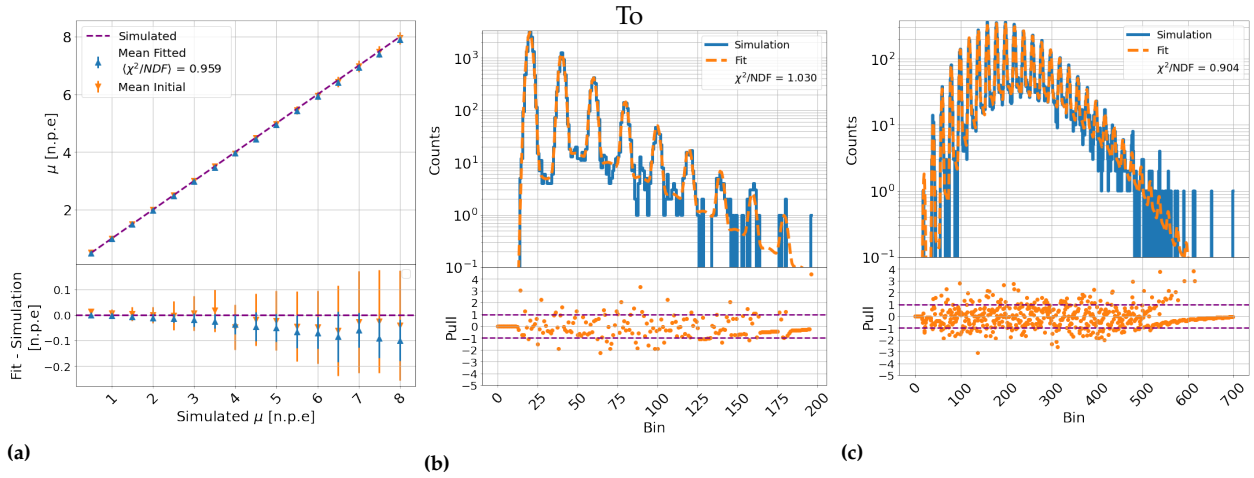 To
8
6
4
2
μ [n.p.e]
Simulated
Mean Fitted
⟨χ²/NDF⟩ = 0.959
Mean Initial
0.1
0.0
−0.1
−0.2
Fit - Simulation
[n.p.e]
1 2 3 4 5 6 7 8
Simulated μ [n.p.e]
(a)
10³
10²
10¹
10⁰
10⁻¹
Counts
Simulation
Fit
χ²/NDF = 1.030
4
3
2
1
0
−1
−2
−3
−4
−5
Pull
0 25 50 75 100 125 150 175 200
Bin
(b)
10²
10¹
10⁰
10⁻¹
Counts
Simulation
Fit
χ²/NDF = 0.904
4
3
2
1
0
−1
−2
−3
−4
−5
Pull
0 100 200 300 400 500 600 700
Bin
(c)